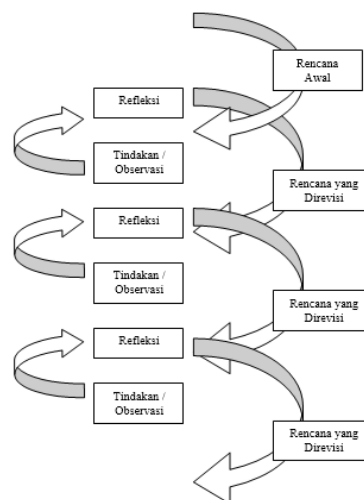 Rencana
Awal
Refleksi
Tindakan /
Observasi
Rencana yang
Direvisi
Refleksi
Tindakan /
Observasi
Rencana yang
Direvisi
Refleksi
Tindakan /
Observasi
Rencana yang
Direvisi